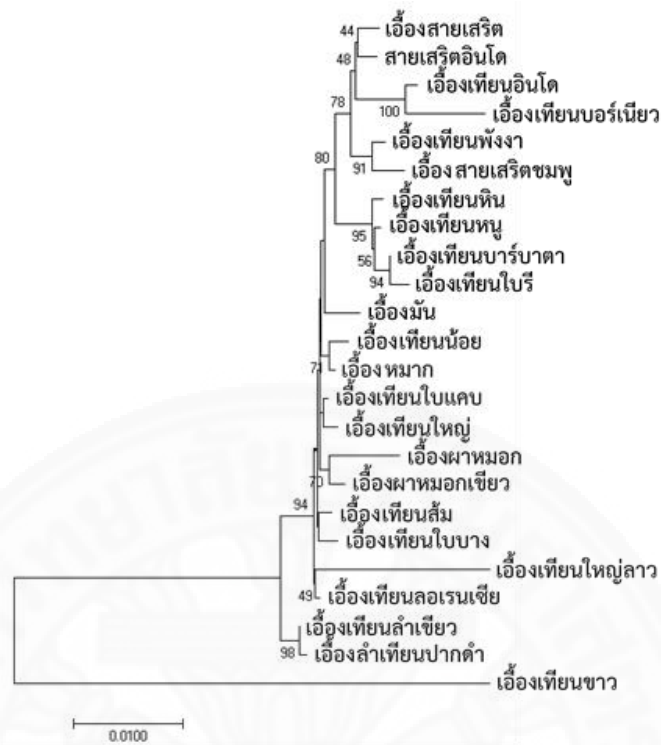 44
เอื้องสายเสริต
48
สายเสริตอินโด
เอื้องเทียนอินโด
78
100
เอื้องเทียนบอร์เนียว
เอื้องเทียนพังงา
80
91
เอื้องสายเสริตชมพู
เอื้องเทียนหิน
95
เอื้องเทียนหนู
56
เอื้องเทียนบาร์บาตา
94
เอื้องเทียนใบรี
เอื้องมัน
เอื้องเทียนน้อย
เอื้องหมาก
เอื้องเทียนใบแคบ
เอื้องเทียนใหญ่
เอื้องผาหมอก
70
เอื้องผาหมอกเขียว
94
เอื้องเทียนส้ม
เอื้องเทียนใบบาง
เอื้องเทียนใหญ่ลาว
49
เอื้องเทียนลอเรนเซีย
เอื้องเทียนลำเขียว
98
เอื้องลำเทียนปากดำ
เอื้องเทียนขาว
0.0100